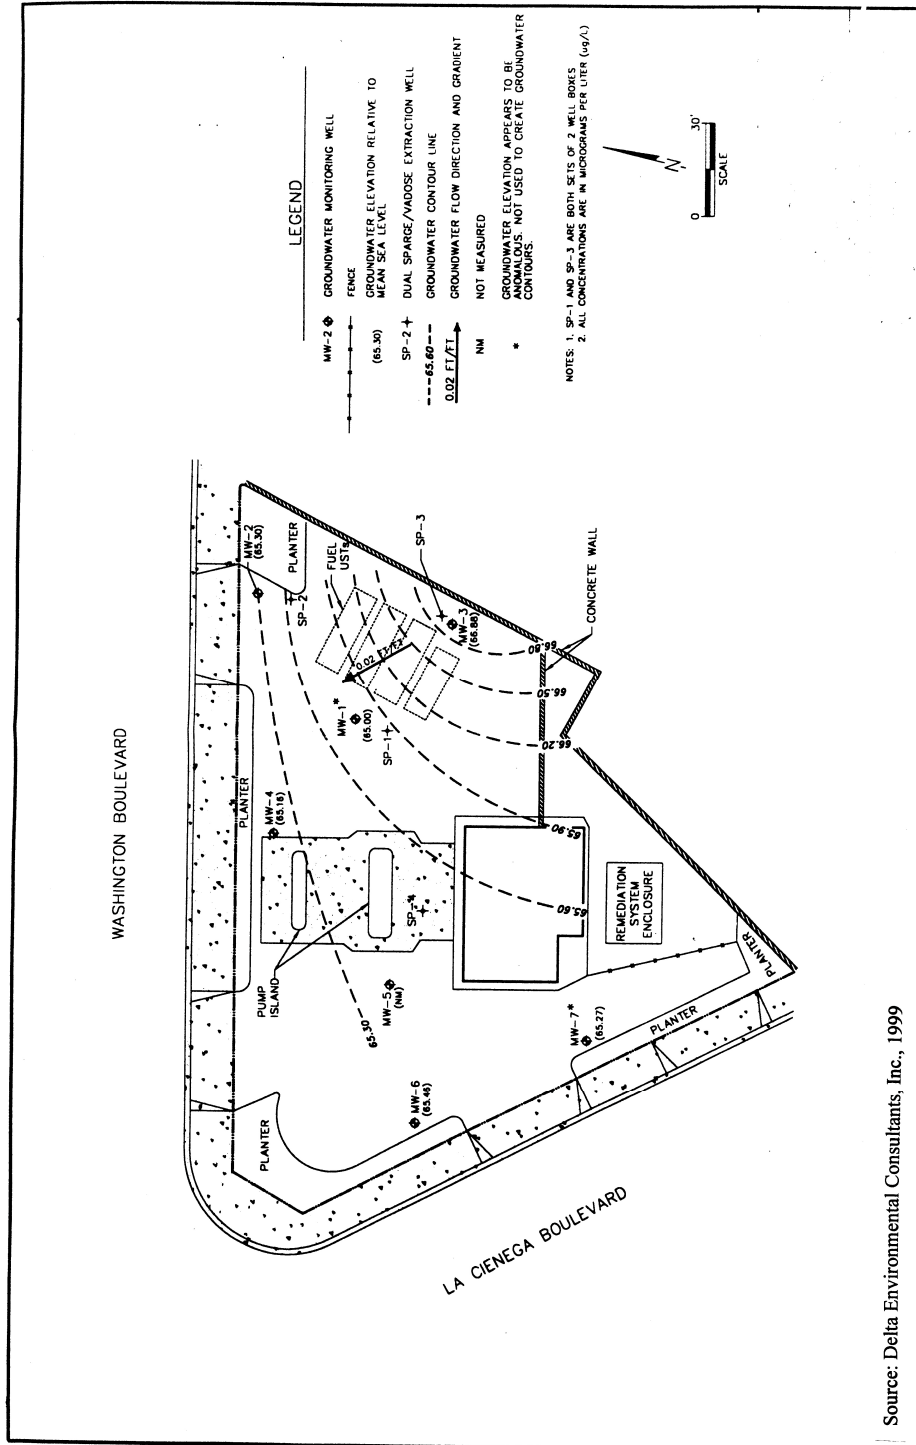 WASHINGTON BOULEVARD
LA CIENEGA BOULEVARD
PLANTER
MW-6
(65.46)
PUMP
ISLAND
65.30
MW-5
(NM)
MW-7*
(65.27)
PLANTER
PLANTER
PLANTER
MW-4
(65.16)
SP-4
REMEDIATION
SYSTEM
ENCLOSURE
65.60
65.90
66.20
66.50
66.80
MW-1*
(65.00)
SP-1
0.02 FT/FT
FUEL
USTs
MW-2
(65.30)
SP-2
PLANTER
MW-3
(66.88)
SP-3
CONCRETE WALL
LEGEND
MW-2 GROUNDWATER MONITORING WELL
FENCE
(65.30) GROUNDWATER ELEVATION RELATIVE TO
MEAN SEA LEVEL
SP-2 DUAL SPARGE/VADOSE EXTRACTION WELL
65.60 GROUNDWATER CONTOUR LINE
0.02 FT/FT GROUNDWATER FLOW DIRECTION AND GRADIENT
NM NOT MEASURED
* GROUNDWATER ELEVATION APPEARS TO BE
ANOMALOUS. NOT USED TO CREATE GROUNDWATER
CONTOURS.
NOTES: 1. SP-1 AND SP-3 ARE BOTH SETS OF 2 WELL BOXES
2. ALL CONCENTRATIONS ARE IN MICROGRAMS PER LITER (ug/L)
N
0 30'
SCALE
Source: Delta Environmental Consultants, Inc., 1999